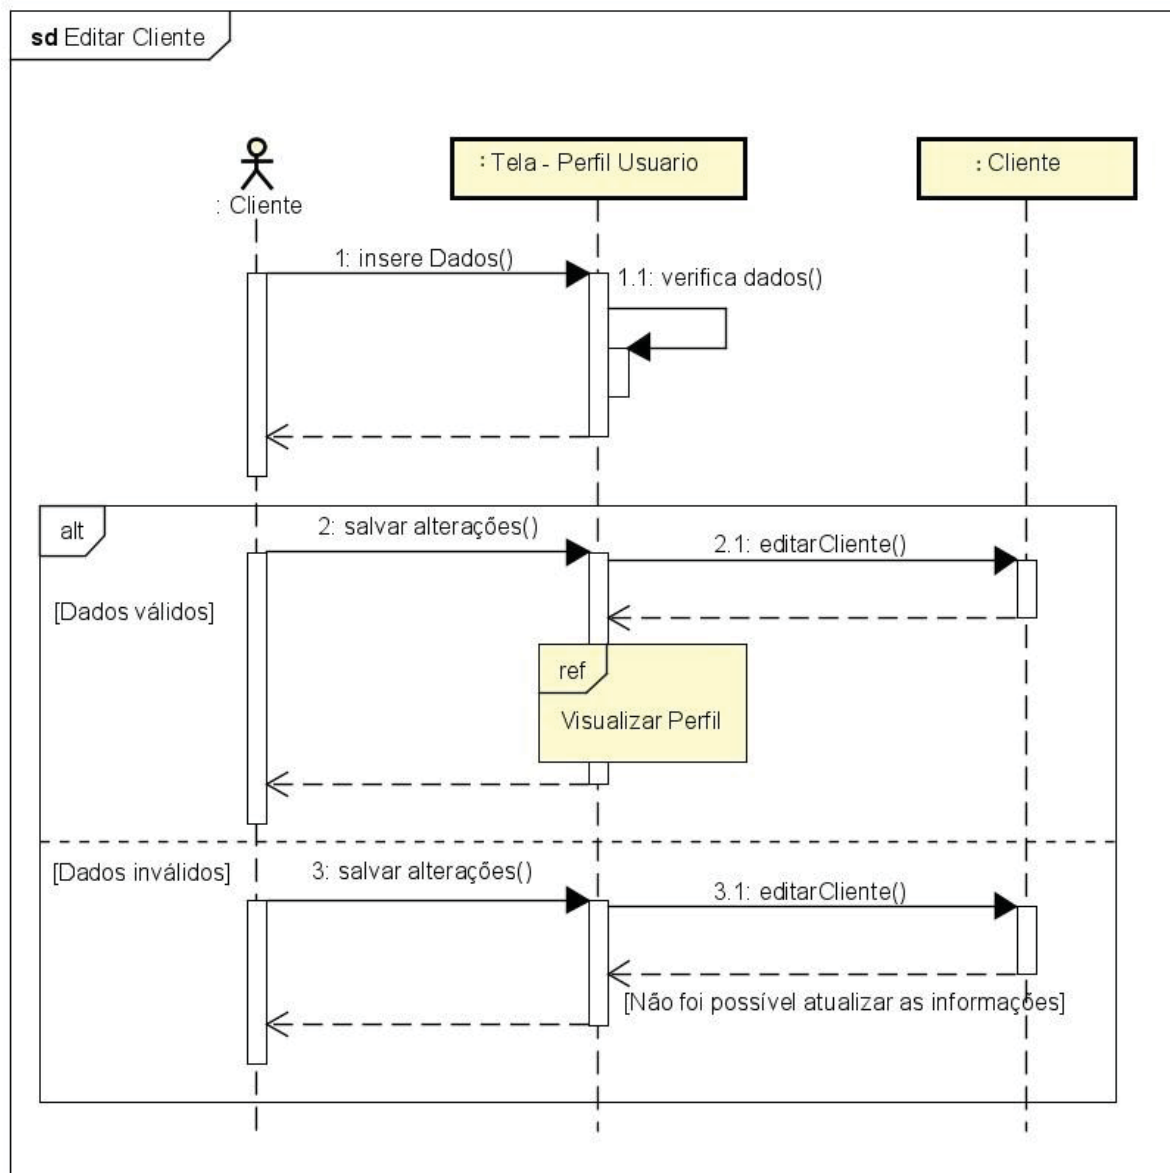 sd Editar Cliente
: Tela - Perfil Usuario
: Cliente
: Cliente
1: insere Dados()
1.1: verifica dados()
alt
2: salvar alterações()
2.1: editarCliente()
[Dados válidos]
ref
Visualizar Perfil
[Dados inválidos]
3: salvar alterações()
3.1: editarCliente()
[Não foi possível atualizar as informações]